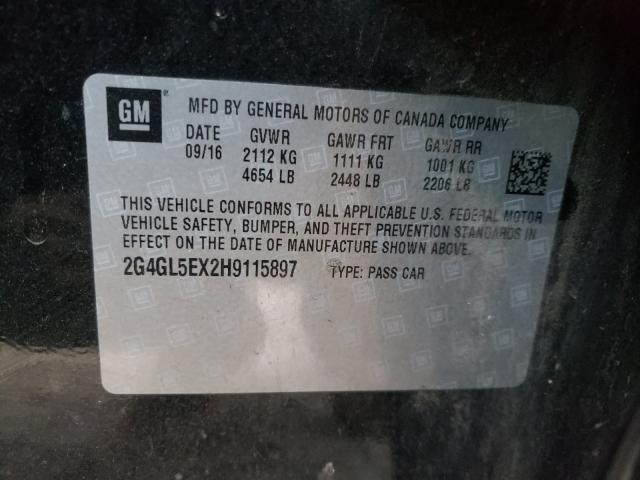 GM
MFD BY GENERAL MOTORS OF CANADA COMPANY
DATE GVWR GAWR FRT GAWR RR
09/16 2112 KG 1111 KG 1001 KG
4654 LB 2448 LB 2206 LB
THIS VEHICLE CONFORMS TO ALL APPLICABLE U.S. FEDERAL MOTOR
VEHICLE SAFETY, BUMPER, AND THEFT PREVENTION STANDARDS IN
EFFECT ON THE DATE OF MANUFACTURE SHOWN ABOVE.
2G4GL5EX2H9115897 TYPE: PASS CAR